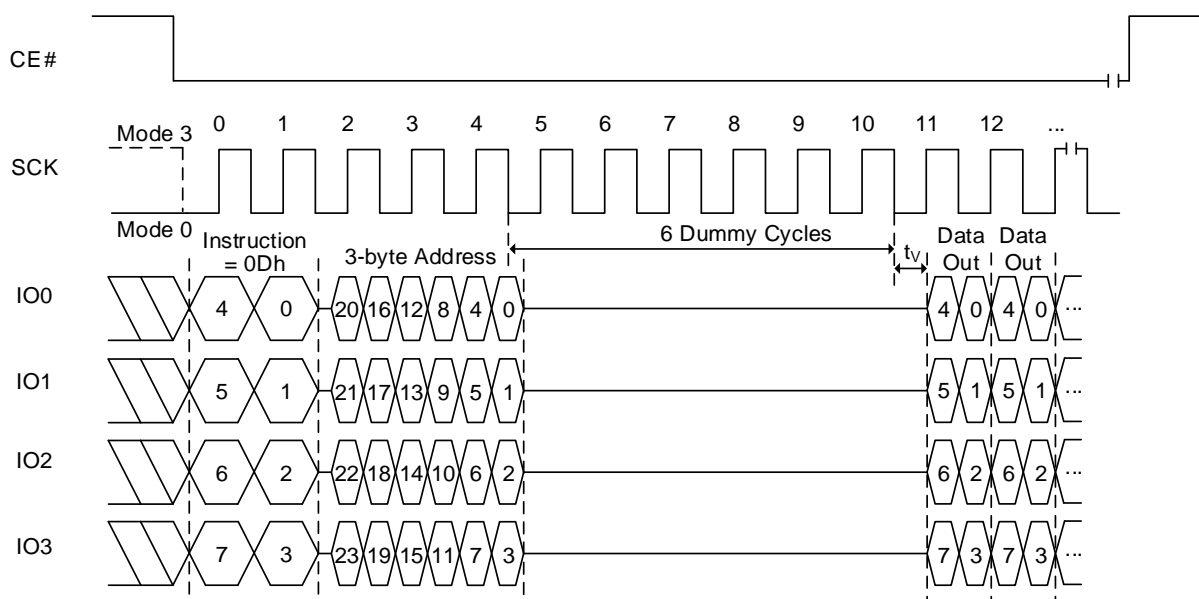 CE#
0 1 2 3 4 5 6 7 8 9 10 11 12 ...
Mode 3
SCK
Mode 0
Instruction
= 0Dh
3-byte Address
6 Dummy Cycles
tV
Data
Out
Data
Out
IO0 4 0 20 16 12 8 4 0 4 0 4 0 ...
IO1 5 1 21 17 13 9 5 1 5 1 5 1 ...
IO2 6 2 22 18 14 10 6 2 6 2 6 2 ...
IO3 7 3 23 19 15 11 7 3 7 3 7 3 ...